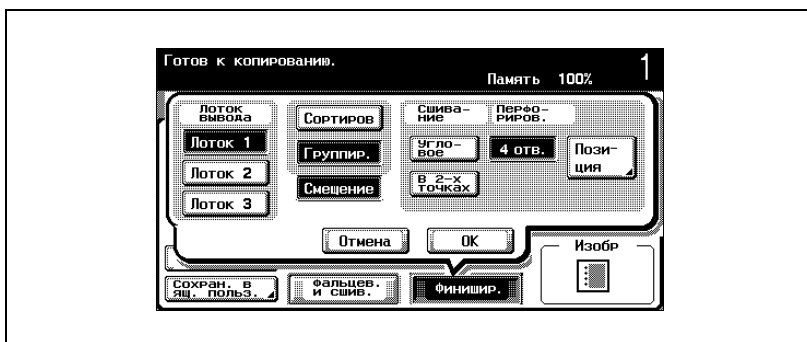 Готов к копированию.
Память 100% 1
Лоток вывода
Лоток 1
Лоток 2
Лоток 3
Сортиров
Группир.
Смещение
Сшива-
ние
Перфо-
риров.
Угло-
вое
4 отв.
Пози-
ция
В 2-х
точках
Отмена
OK
Изобр
Сохран. в
ящ. польз.
Фальцев.
и сшив.
Финишир.